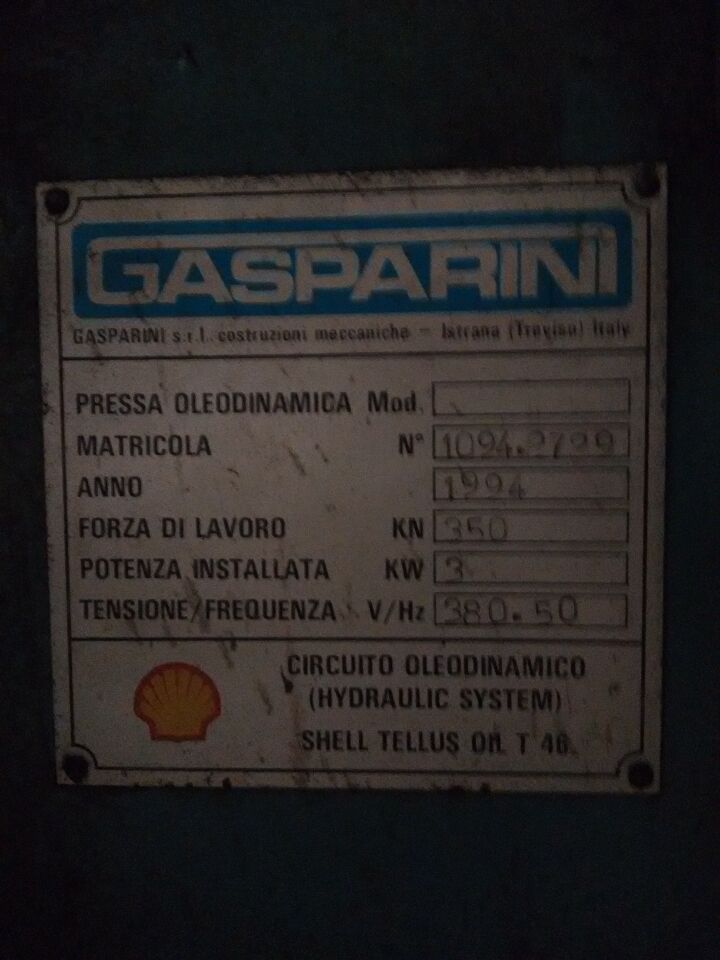 GASPARINI
GASPARINI s.r.l. costruzioni meccaniche - Istrana (Treviso) Italy
PRESSA OLEODINAMICA Mod.
MATRICOLA N° 1094.2799
ANNO 1994
FORZA DI LAVORO KN 350
POTENZA INSTALLATA KW 3
TENSIONE/FREQUENZA V/Hz 380.50
CIRCUITO OLEODINAMICO
(HYDRAULIC SYSTEM)
SHELL TELLUS OIL T 46